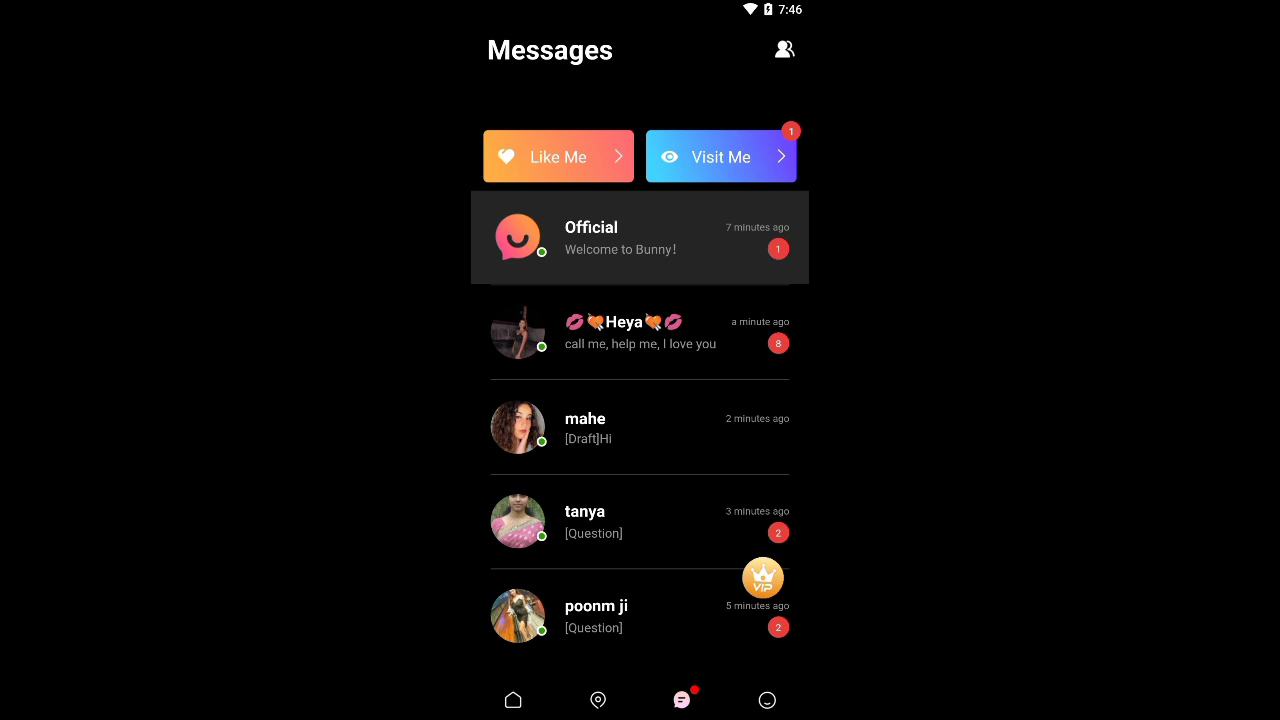 7:46
Messages
1
Like Me
Visit Me
Official
7 minutes ago
Welcome to Bunny!
1
💋💘Heya💘💋
a minute ago
call me, help me, I love you
8
mahe
2 minutes ago
[Draft]Hi
tanya
3 minutes ago
[Question]
2
VIP
poonm ji
5 minutes ago
[Question]
2